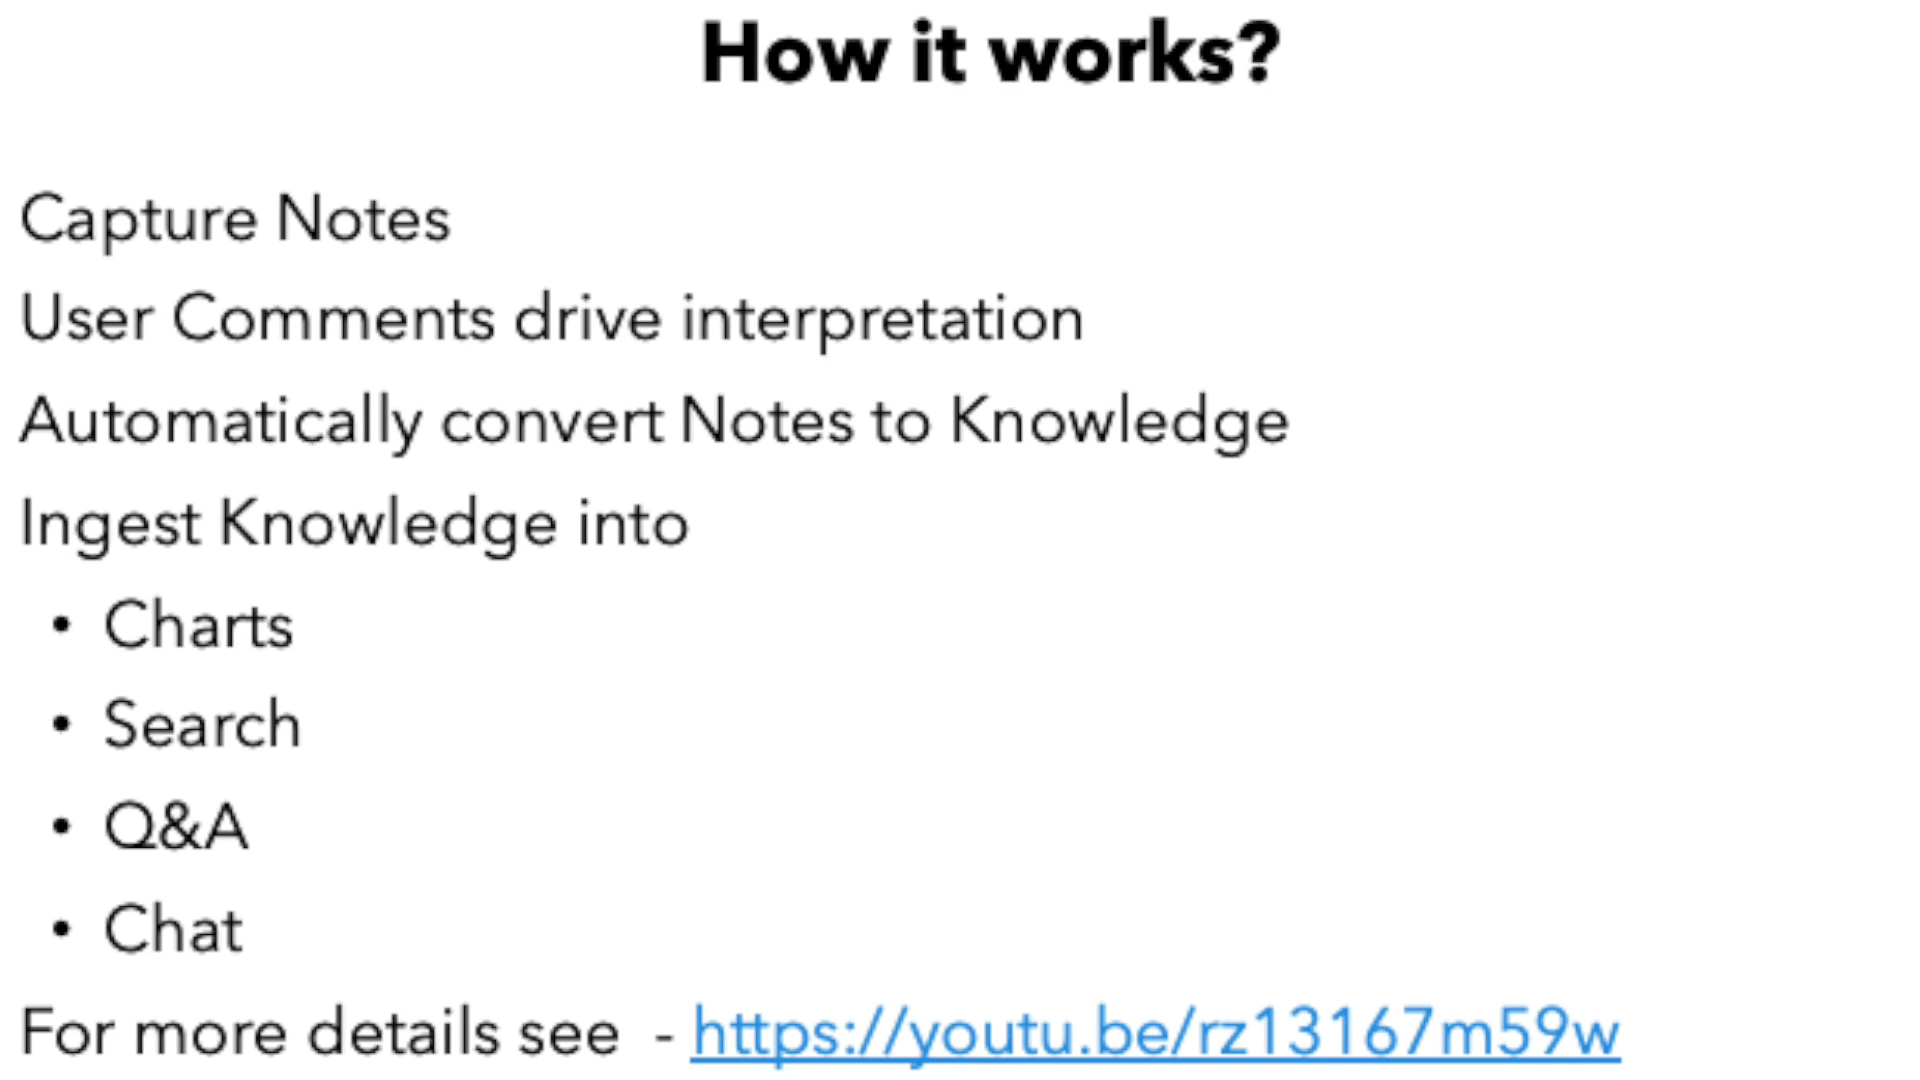 How it works?
Capture Notes
User Comments drive interpretation
Automatically convert Notes to Knowledge
Ingest Knowledge into
• Charts
• Search
• Q&A
• Chat
For more details see  - https://youtu.be/rz13167m59w